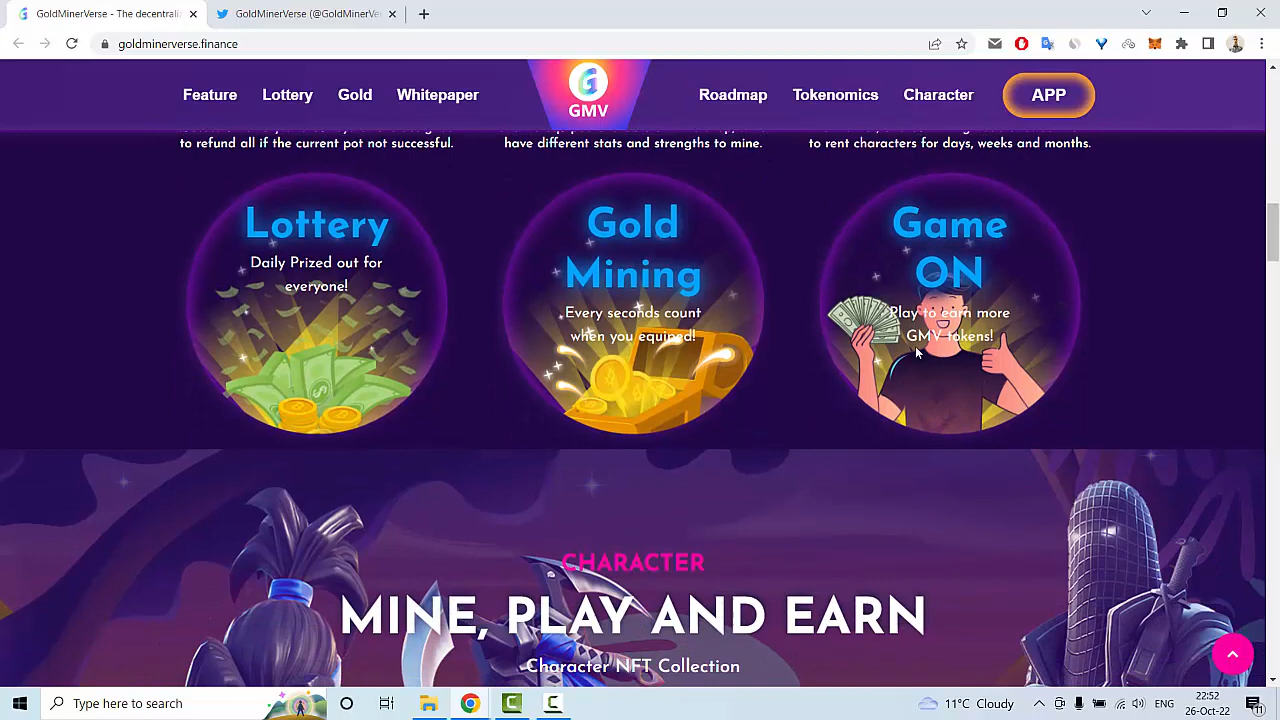 GoldMinerVerse - The decentrali
GoldMinerVerse (@GoldMinerVe
goldminerverse.finance
Feature
Lottery
Gold
Whitepaper
GMV
Roadmap
Tokenomics
Character
APP
to refund all if the current pot not successful.
have different stats and strengths to mine.
to rent characters for days, weeks and months.
Lottery
Daily Prized out for
everyone!
Gold
Mining
Every seconds count
when you equiped!
Game
ON
Play to earn more
GMV tokens!
CHARACTER
MINE, PLAY AND EARN
Character NFT Collection
Type here to search
11°C Cloudy
ENG
22:52
26-Oct-22